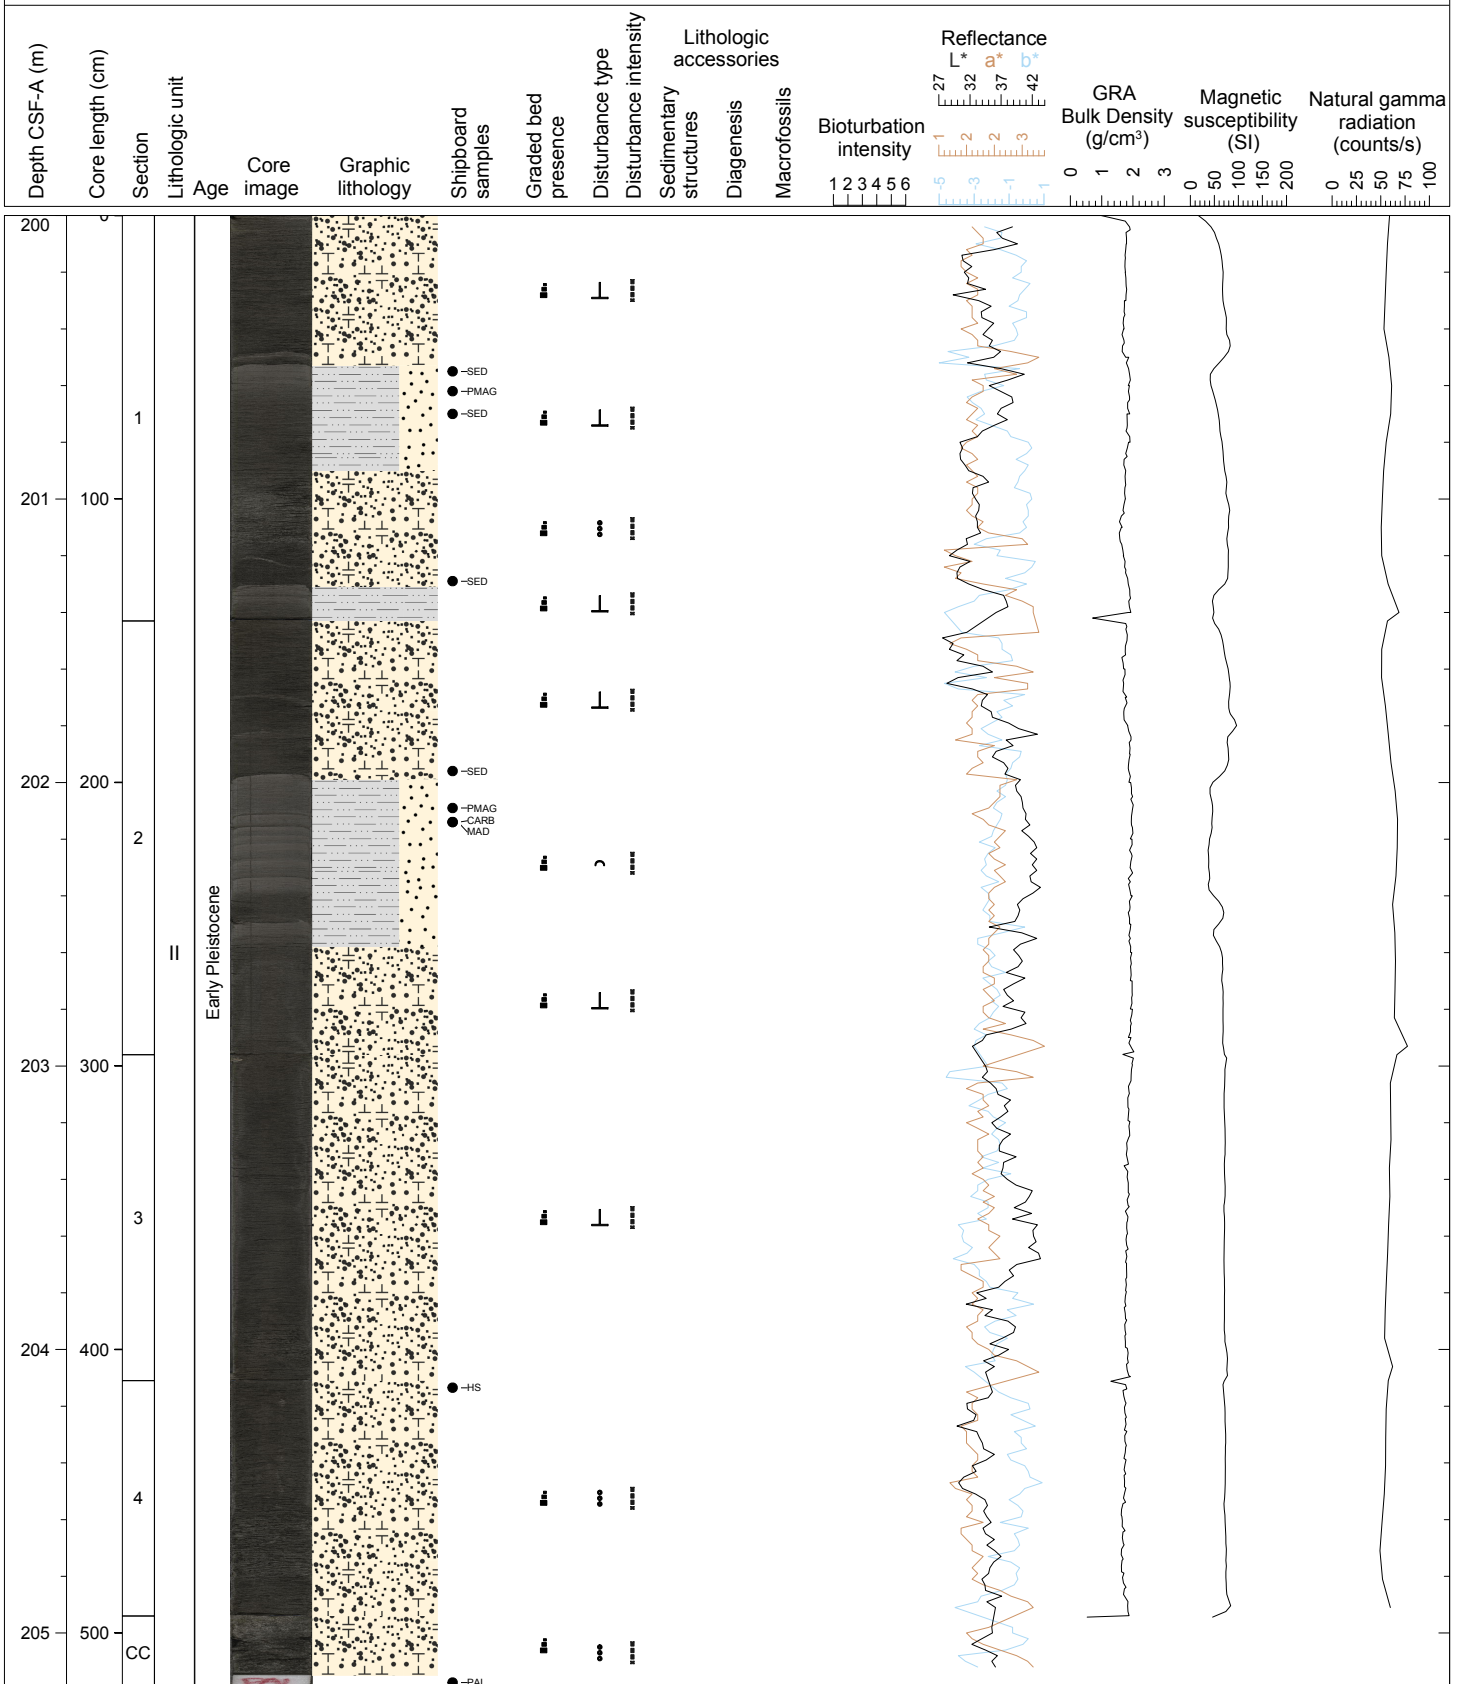 Depth CSF-A (m)
Core length (cm)
Section
Lithologic unit
Age
Core
image
Graphic
lithology
Shipboard
samples
Graded bed
presence
Disturbance type
Disturbance intensity
Lithologic
accessories
Sedimentary
structures
Diagenesis
Macrofossils
Bioturbation
intensity
1 2 3 4 5 6
Reflectance
L* a* b*
27 32 37 42
1 2 2 3
-5 -3 -1 1
GRA
Bulk Density
(g/cm³)
0 1 2 3
Magnetic
susceptibility
(SI)
0 50 100 150 200
Natural gamma
radiation
(counts/s)
0 25 50 75 100
200
SED
PMAG
1
SED
201 100
SED
SED
202 200
PMAG
CARB
MAD
2
II
Early Pleistocene
203 300
3
204 400
HS
4
205 500
CC
PAL